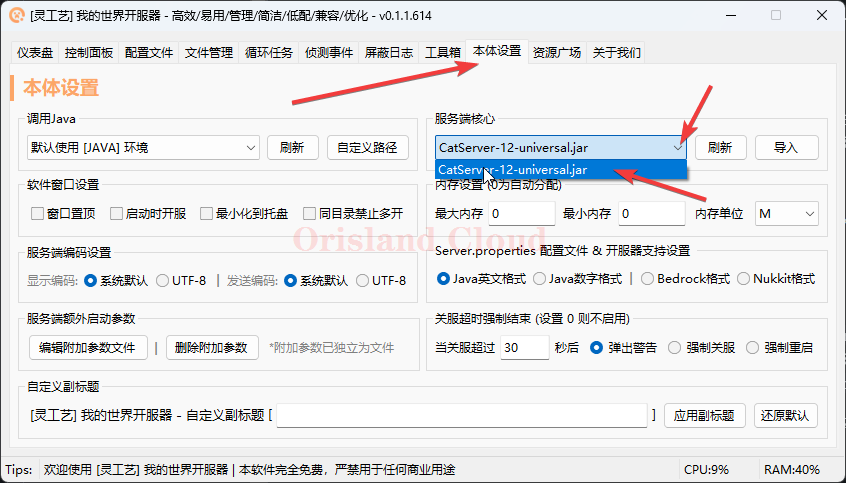 [灵工艺] 我的世界开服器 - 高效/易用/管理/简洁/低配/兼容/优化 - v0.1.1.614
仪表盘 控制面板 配置文件 文件管理 循环任务 侦测事件 屏蔽日志 工具箱 本体设置 资源广场 关于我们
本体设置
调用Java
默认使用 [JAVA] 环境 刷新 自定义路径
服务端核心
CatServer-12-universal.jar 刷新 导入
CatServer-12-universal.jar
软件窗口设置
窗口置顶 启动时开服 最小化到托盘 同目录禁止多开
内存设置 (0为自动分配)
最大内存 0 最小内存 0 内存单位 M
Orisland Cloud
服务端编码设置
显示编码: 系统默认 UTF-8 | 发送编码: 系统默认 UTF-8
Server.properties 配置文件 & 开服器支持设置
Java英文格式 Java数字格式 | Bedrock格式 Nukkit格式
服务端额外启动参数
编辑附加参数文件 | 删除附加参数 *附加参数已独立为文件
关服超时强制结束 (设置 0 则不启用)
当关服超过 30 秒后 弹出警告 强制关服 强制重启
自定义副标题
[灵工艺] 我的世界开服器 - 自定义副标题 [ ] 应用副标题 还原默认
Tips: 欢迎使用 [灵工艺] 我的世界开服器 | 本软件完全免费，严禁用于任何商业用途 CPU:9% RAM:40%